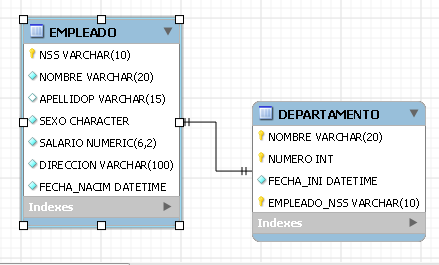 EMPLEADO
NSS VARCHAR(10)
NOMBRE VARCHAR(20)
APELLIDOP VARCHAR(15)
SEXO CHARACTER
SALARIO NUMERIC(6,2)
DIRECCION VARCHAR(100)
FECHA_NACIM DATETIME
Indexes
DEPARTAMENTO
NOMBRE VARCHAR(20)
NUMERO INT
FECHA_INI DATETIME
EMPLEADO_NSS VARCHAR(10)
Indexes